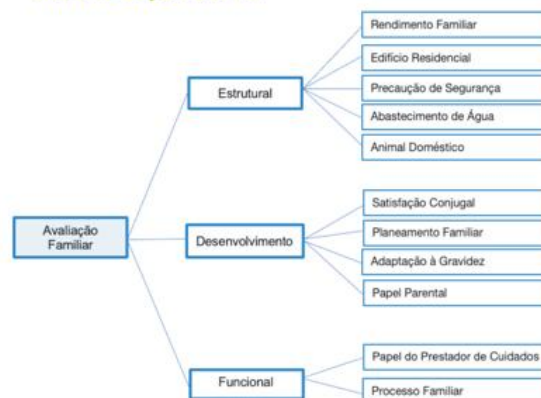 Rendimento Familiar
Edifício Residencial
Estrutural
Precaução de Segurança
Abastecimento de Água
Animal Doméstico
Satisfação Conjugal
Avaliação
Familiar
Desenvolvimento
Planeamento Familiar
Adaptação à Gravidez
Papel Parental
Papel do Prestador de Cuidados
Funcional
Processo Familiar